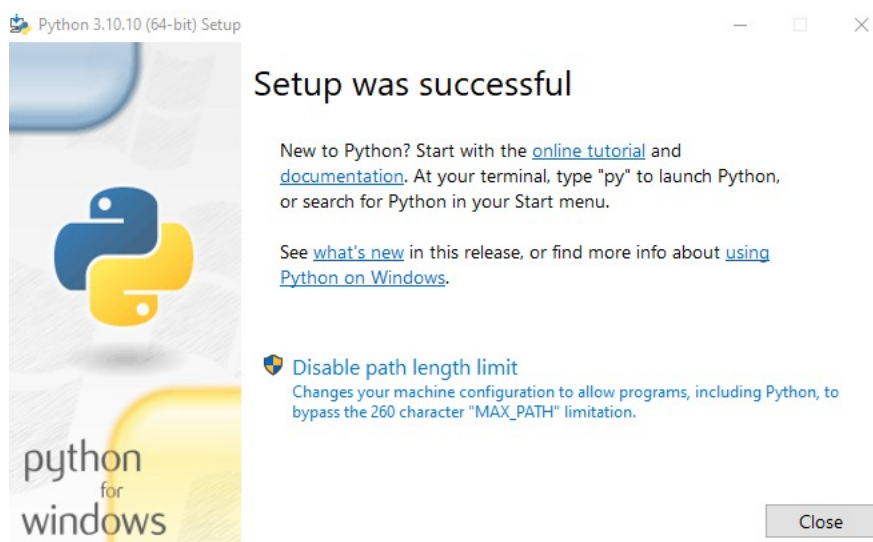 Python 3.10.10 (64-bit) Setup
Setup was successful
New to Python? Start with the online tutorial and
documentation. At your terminal, type "py" to launch Python,
or search for Python in your Start menu.
See what's new in this release, or find more info about using
Python on Windows.
Disable path length limit
Changes your machine configuration to allow programs, including Python, to
bypass the 260 character "MAX_PATH" limitation.
python
for
windows
Close